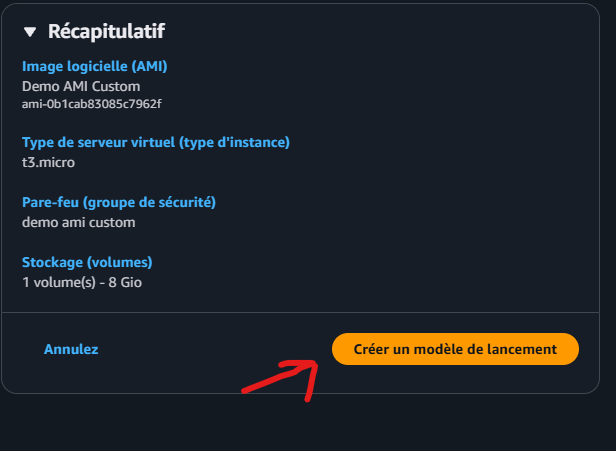 Récapitulatif
Image logicielle (AMI)
Demo AMI Custom
ami-0b1cab83085c7962f
Type de serveur virtuel (type d'instance)
t3.micro
Pare-feu (groupe de sécurité)
demo ami custom
Stockage (volumes)
1 volume(s) - 8 Gio
Annulez
Créer un modèle de lancement